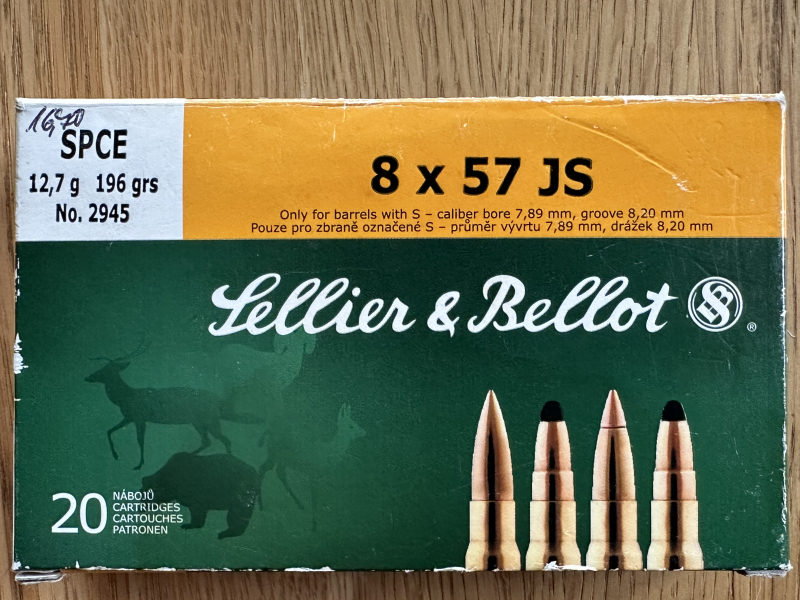 16,70
SPCE
12,7 g 196 grs
No. 2945
8 x 57 JS
Only for barrels with S – caliber bore 7,89 mm, groove 8,20 mm
Pouze pro zbraně označené S – průměr vývrtu 7,89 mm, drážek 8,20 mm
Sellier & Bellot
®
20
NÁBOJŮ
CARTRIDGES
CARTOUCHES
PATRONEN